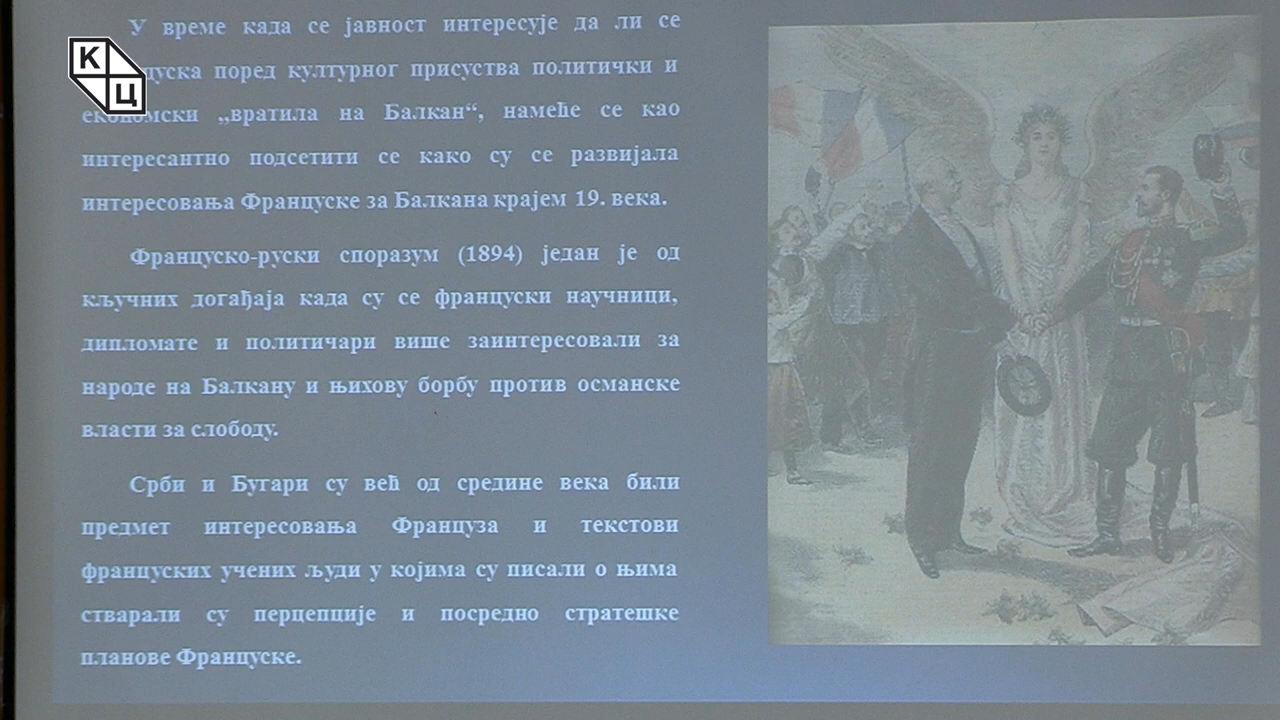 У време када се јавност интересује да ли се
К
поред културног присуства политички и
Ц
економски „вратила на Балкан“, намеће се као
интересантно подсетити се како су се развијала
интересовања Француске за Балкана крајем 19. века.
Француско-руски споразум (1894) један је од
кључних догађаја када су се француски научници,
дипломате и политичари више заинтересовали за
народе на Балкану и њихову борбу против османске
власти за слободу.
Срби и Бугари су већ од средине века били
предмет интересовања Француза и текстови
француских учених људи у којима су писали о њима
стварали су перцепције и посредно стратешке
планове Француске.